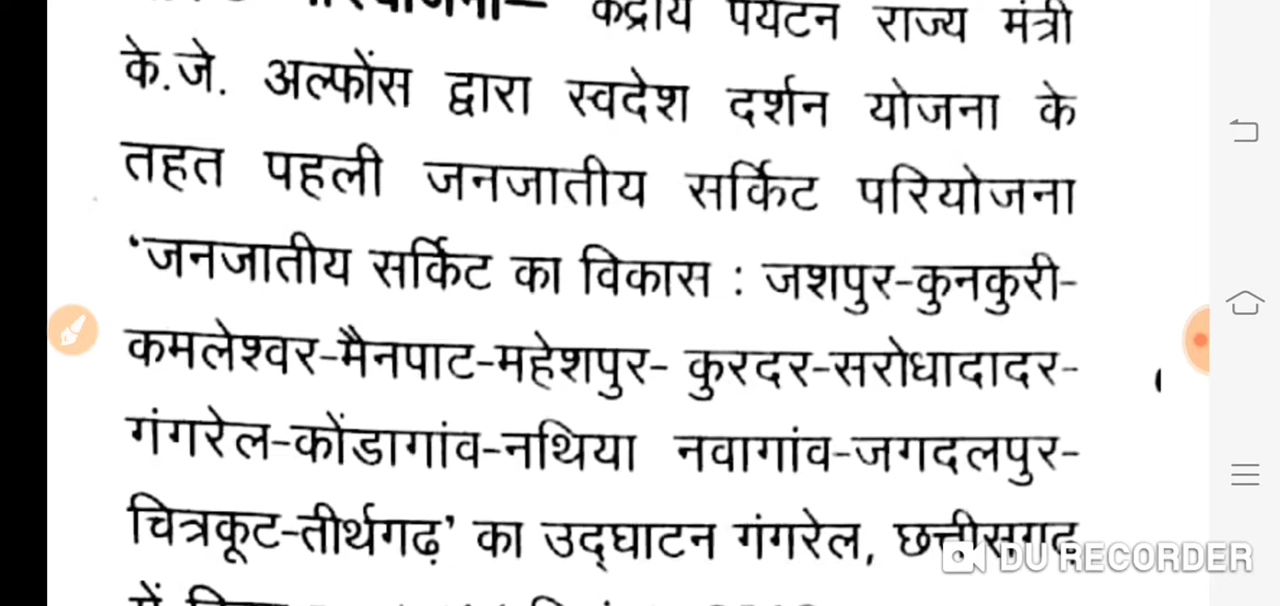 केंद्रीय पर्यटन राज्य मंत्री
के.जे. अल्फोंस द्वारा स्वदेश दर्शन योजना के
तहत पहली जनजातीय सर्किट परियोजना
‘जनजातीय सर्किट का विकास : जशपुर-कुनकुरी-
कमलेश्वर-मैनपाट-महेशपुर- कुरदर-सरोधादादर-
गंगरेल-कोंडागांव-नथिया नवागांव-जगदलपुर-
चित्रकूट-तीर्थगढ़’ का उद्घाटन गंगरेल, छत्तीसगढ़
में
DU RECORDER